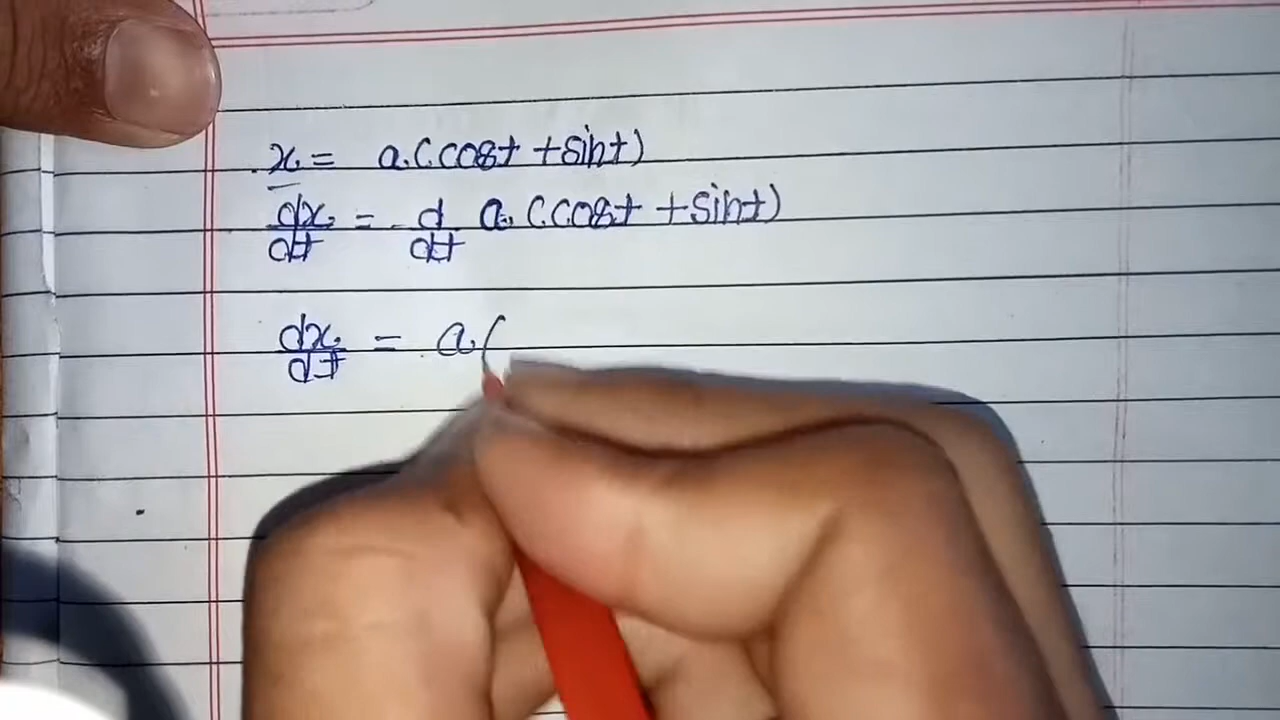 x = a (cost + sint)
dx/dt = d/dt a (cost + sint)
dx/dt = a (